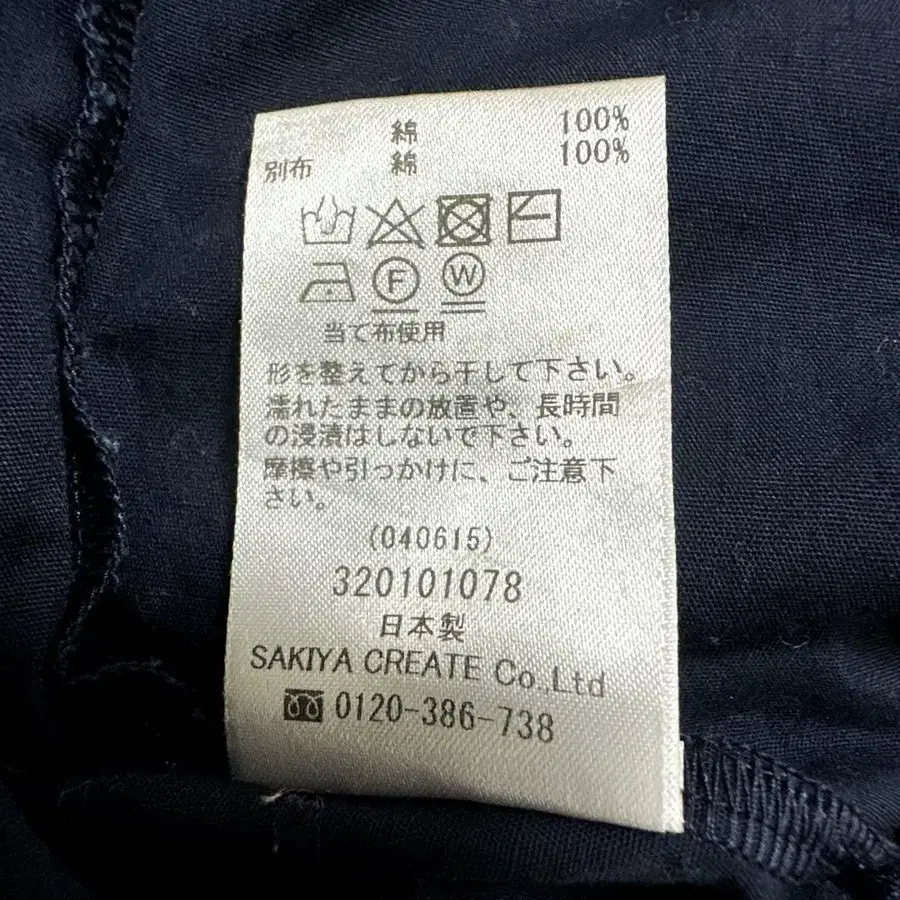 綿 100%
別布 綿 100%
F W
当て布使用
形を整えてから干して下さい。
濡れたままの放置や、長時間
の浸漬はしないで下さい。
摩擦や引っかけに、ご注意下
さい。
(040615)
320101078
日本製
SAKIYA CREATE Co.,Ltd
0120-386-738